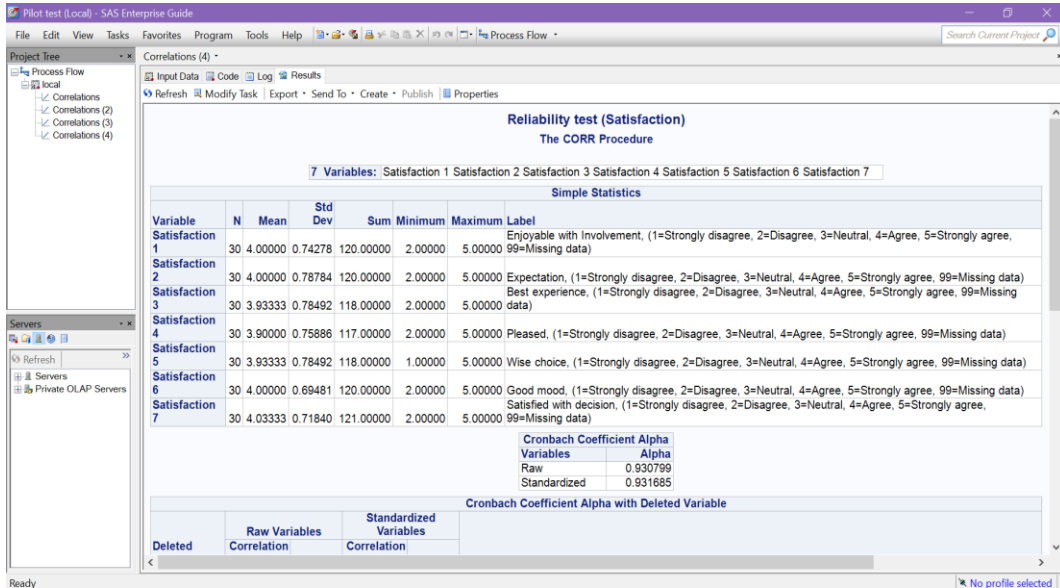 Pilot test (Local) - SAS Enterprise Guide
File Edit View Tasks Favorites Program Tools Help Process Flow
Search Current Project
Project Tree
Process Flow
local
Correlations
Correlations (2)
Correlations (3)
Correlations (4)
Servers
Refresh
Servers
Private OLAP Servers
Correlations (4)
Input Data Code Log Results
Refresh Modify Task Export Send To Create Publish Properties
Reliability test (Satisfaction)
The CORR Procedure
7 Variables: Satisfaction 1 Satisfaction 2 Satisfaction 3 Satisfaction 4 Satisfaction 5 Satisfaction 6 Satisfaction 7
Simple Statistics
Variable N Mean Std Dev Sum Minimum Maximum Label
Satisfaction 1 30 4.00000 0.74278 120.00000 2.00000 5.00000 Enjoyable with Involvement, (1=Strongly disagree, 2=Disagree, 3=Neutral, 4=Agree, 5=Strongly agree, 99=Missing data)
Satisfaction 2 30 4.00000 0.78784 120.00000 2.00000 5.00000 Expectation, (1=Strongly disagree, 2=Disagree, 3=Neutral, 4=Agree, 5=Strongly agree, 99=Missing data)
Satisfaction 3 30 3.93333 0.78492 118.00000 2.00000 5.00000 Best experience, (1=Strongly disagree, 2=Disagree, 3=Neutral, 4=Agree, 5=Strongly agree, 99=Missing data)
Satisfaction 4 30 3.90000 0.75886 117.00000 2.00000 5.00000 Pleased, (1=Strongly disagree, 2=Disagree, 3=Neutral, 4=Agree, 5=Strongly agree, 99=Missing data)
Satisfaction 5 30 3.93333 0.78492 118.00000 1.00000 5.00000 Wise choice, (1=Strongly disagree, 2=Disagree, 3=Neutral, 4=Agree, 5=Strongly agree, 99=Missing data)
Satisfaction 6 30 4.00000 0.69481 120.00000 2.00000 5.00000 Good mood, (1=Strongly disagree, 2=Disagree, 3=Neutral, 4=Agree, 5=Strongly agree, 99=Missing data)
Satisfaction 7 30 4.03333 0.71840 121.00000 2.00000 5.00000 Satisfied with decision, (1=Strongly disagree, 2=Disagree, 3=Neutral, 4=Agree, 5=Strongly agree, 99=Missing data)
Cronbach Coefficient Alpha
Variables Alpha
Raw 0.930799
Standardized 0.931685
Cronbach Coefficient Alpha with Deleted Variable
Raw Variables Standardized Variables
Deleted Correlation Correlation
Ready
No profile selected